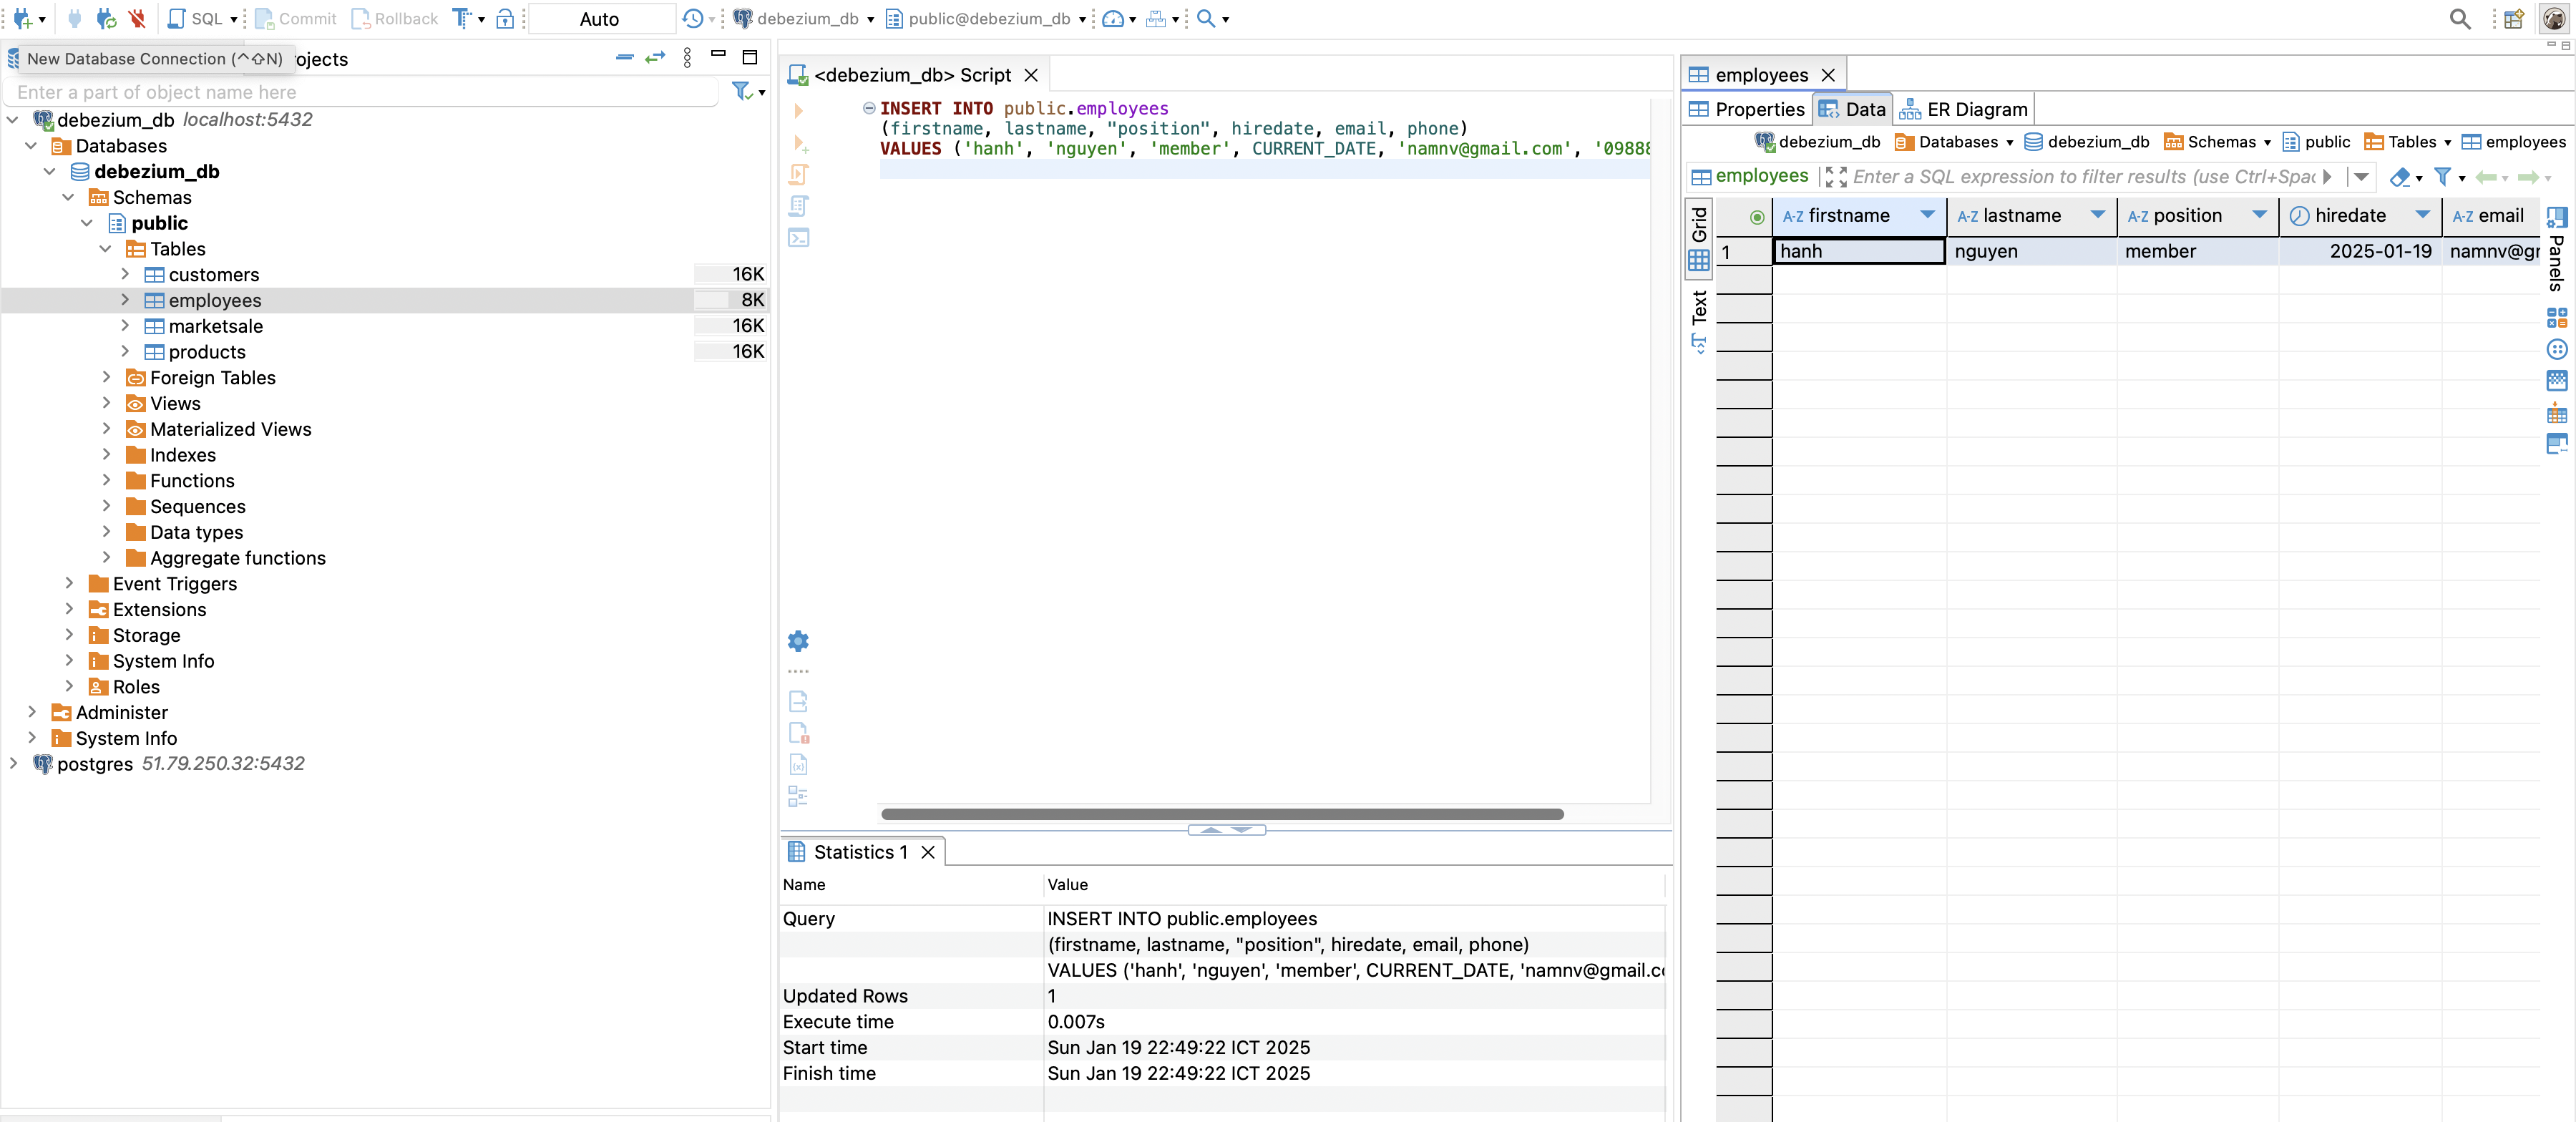 SQL
Commit
Rollback
Auto
debezium_db
public@debezium_db
New Database Connection (^⇧N)
ojects
Enter a part of object name here
debezium_db localhost:5432
Databases
debezium_db
Schemas
public
Tables
customers 16K
employees 8K
marketsale 16K
products 16K
Foreign Tables
Views
Materialized Views
Indexes
Functions
Sequences
Data types
Aggregate functions
Event Triggers
Extensions
Storage
System Info
Roles
Administer
System Info
postgres 51.79.250.32:5432
<debezium_db> Script
INSERT INTO public.employees
(firstname, lastname, "position", hiredate, email, phone)
VALUES ('hanh', 'nguyen', 'member', CURRENT_DATE, 'namnv@gmail.com', '09888
Statistics 1
Name Value
Query INSERT INTO public.employees
(firstname, lastname, "position", hiredate, email, phone)
VALUES ('hanh', 'nguyen', 'member', CURRENT_DATE, 'namnv@gmail.c
Updated Rows 1
Execute time 0.007s
Start time Sun Jan 19 22:49:22 ICT 2025
Finish time Sun Jan 19 22:49:22 ICT 2025
employees
Properties Data ER Diagram
debezium_db Databases debezium_db Schemas public Tables employees
employees Enter a SQL expression to filter results (use Ctrl+Spac
Grid
Text
A-Z firstname A-Z lastname A-Z position hiredate A-Z email
1 hanh nguyen member 2025-01-19 namnv@gr
Panels